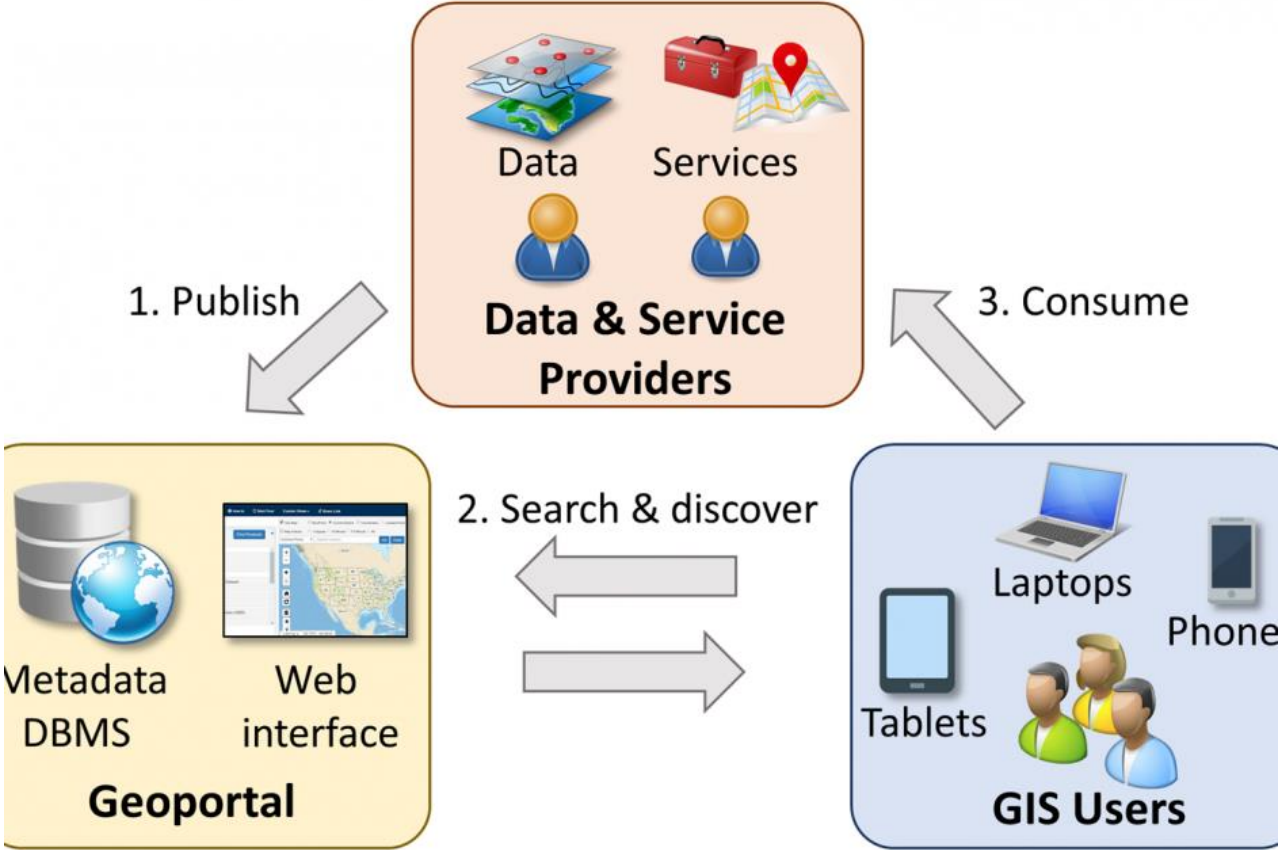 Data
Services
Data & Service
Providers
1. Publish
3. Consume
2. Search & discover
Metadata
DBMS
Web
interface
Geoportal
Laptops
Phone
Tablets
GIS Users